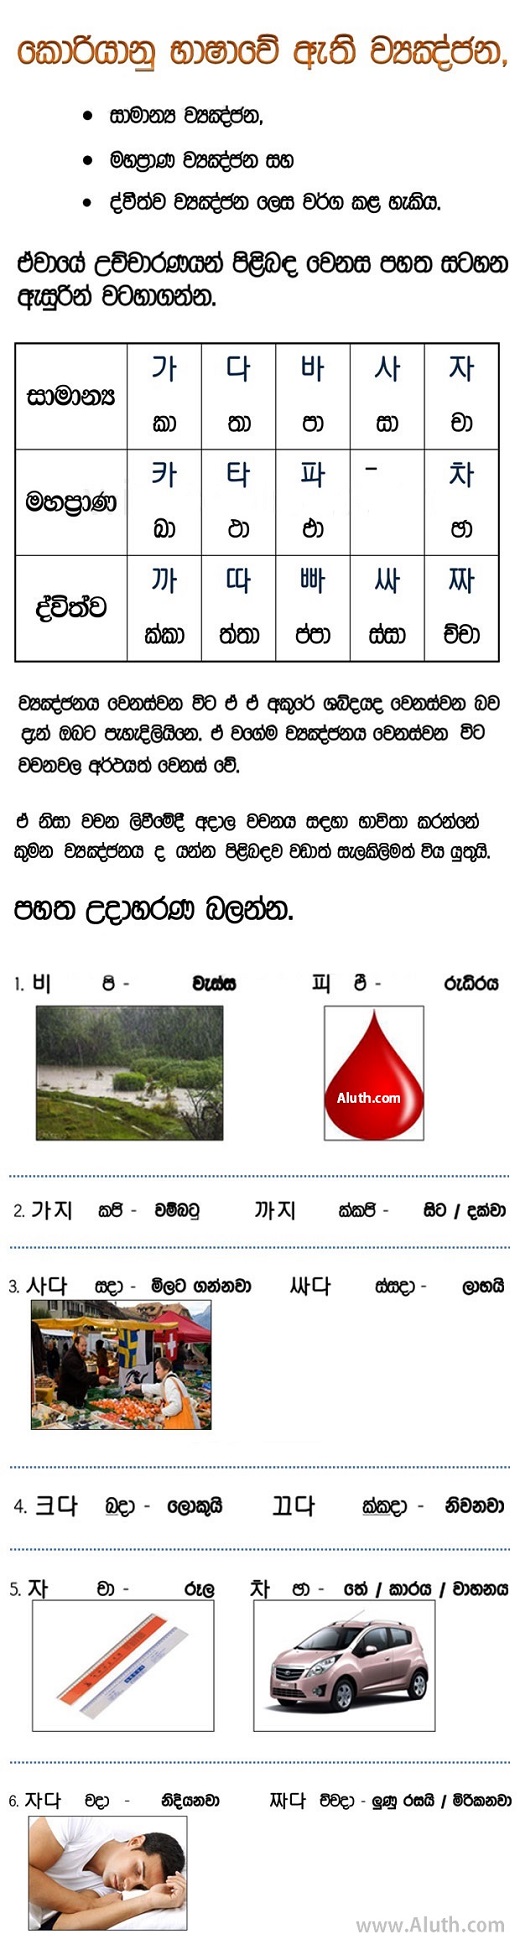 කොරියානු භාෂාවේ ඇති ව්‍යඤ්ජන,
• සාමාන්‍ය ව්‍යඤ්ජන,
• මහප්‍රාණ ව්‍යඤ්ජන සහ
• ද්විත්ව ව්‍යඤ්ජන ලෙස වර්ග කළ හැකිය.
ඒවායේ උච්චාරණයන් පිළිබඳ වෙනස පහත සටහන
ඇසුරින් වටහාගන්න.
සාමාන්‍ය 가 다 바 사 자
කා තා පා සා චා
මහප්‍රාණ 카 타 파 – 차
ඛා ථා ඵා ඡා
ද්විත්ව 까 따 빠 싸 짜
ක්කා ත්තා ප්පා ස්සා ච්චා
ව්‍යඤ්ජනය වෙනස්වන විට ඒ ඒ අකුරේ ශබ්දයද වෙනස්වන බව
දැන් ඔබට පැහැදිලියිනෙ. ඒ වගේම ව්‍යඤ්ජනය වෙනස්වන විට
වචනවල අර්ථයත් වෙනස් වේ.
ඒ නිසා වචන ලිවීමේදී අදාල වචනය සඳහා භාවිතා කරන්නේ
කුමන ව්‍යඤ්ජනය ද යන්න පිළිබඳව වඩාත් සැලකිලිමත් විය යුතුයි.
පහත උදාහරණ බලන්න.
1. 비 පි - වැස්ස 피 ඵි - රුධිරය
Aluth.com
2. 가지 කජි - වම්බටු 까지 ක්කජි - සිට / දක්වා
3. 사다 සදා - මිලට ගන්නවා 싸다 ස්සදා - ලාභයි
4. 크다 ඛදා - ලොකුයි 끄다 ක්කදා - නිවනවා
5. 자 චා - රූල 차 ඡා - තේ / කාරය / වාහනය
6. 자다 චදා - නිදියනවා 짜다 ච්චදා - ලුණු රසයි / මිරිකනවා
www.Aluth.com